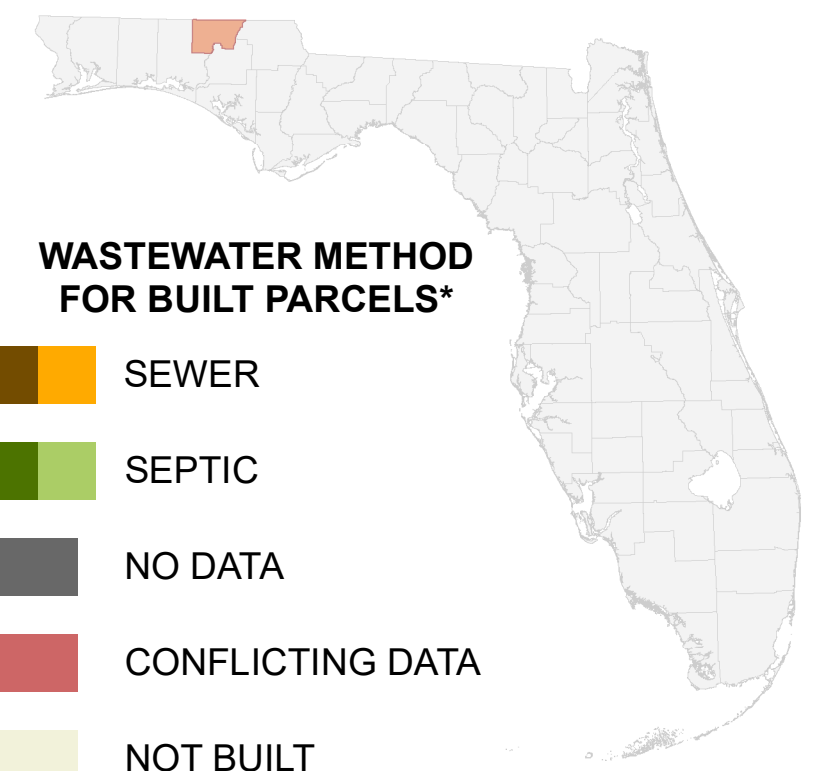 WASTEWATER METHOD
FOR BUILT PARCELS*
SEWER
SEPTIC
NO DATA
CONFLICTING DATA
NOT BUILT